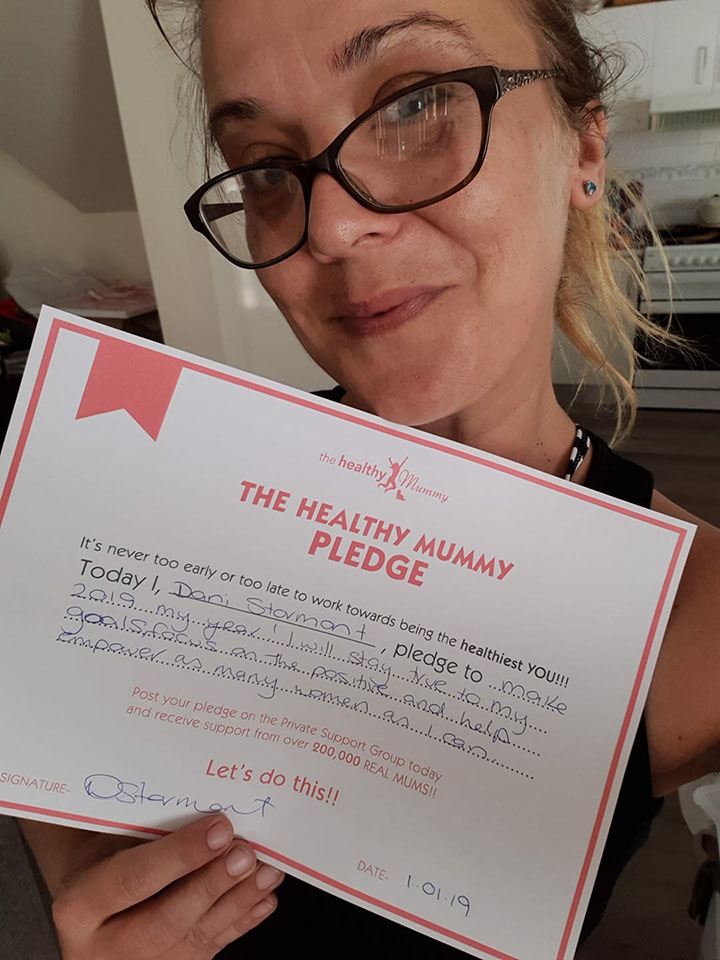 the healthy Mummy
THE HEALTHY MUMMY
PLEDGE
It's never too early or too late to work towards being the healthiest YOU!!!
Today I, Dani Stormont, pledge to make
2019 my year! I will stay true to my
goals focus on the positive and help
empower as many women as I can
Post your pledge on the Private Support Group today
and receive support from over 200,000 REAL MUMS!!
Let's do this!!
SIGNATURE- DStormont
DATE- 1.01.19